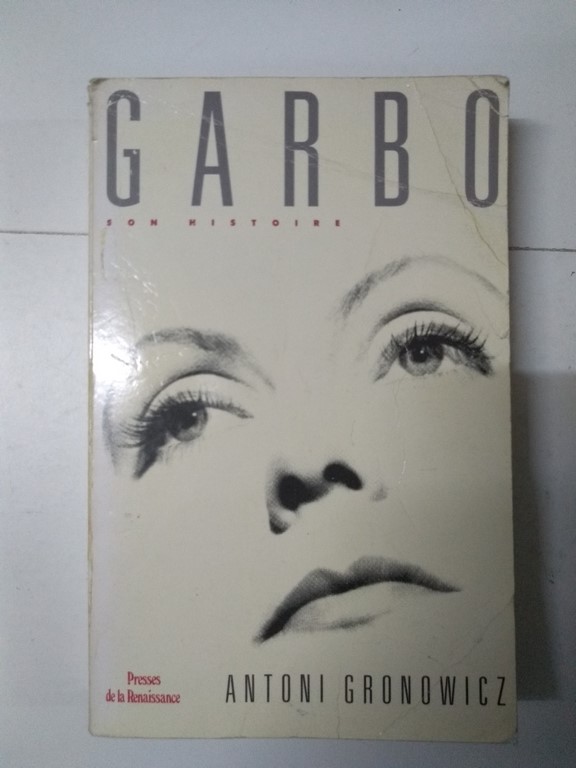 GARBO
SON HISTOIRE
Presses
de la Renaissance
ANTONI GRONOWICZ